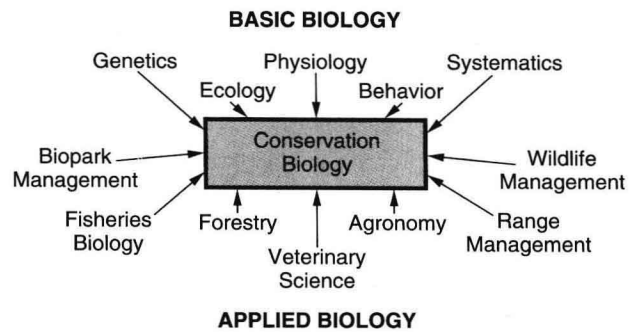 BASIC BIOLOGY
Genetics
Physiology
Systematics
Ecology
Behavior
Conservation
Biology
Biopark
Management
Wildlife
Management
Fisheries
Biology
Forestry
Agronomy
Range
Management
Veterinary
Science
APPLIED BIOLOGY